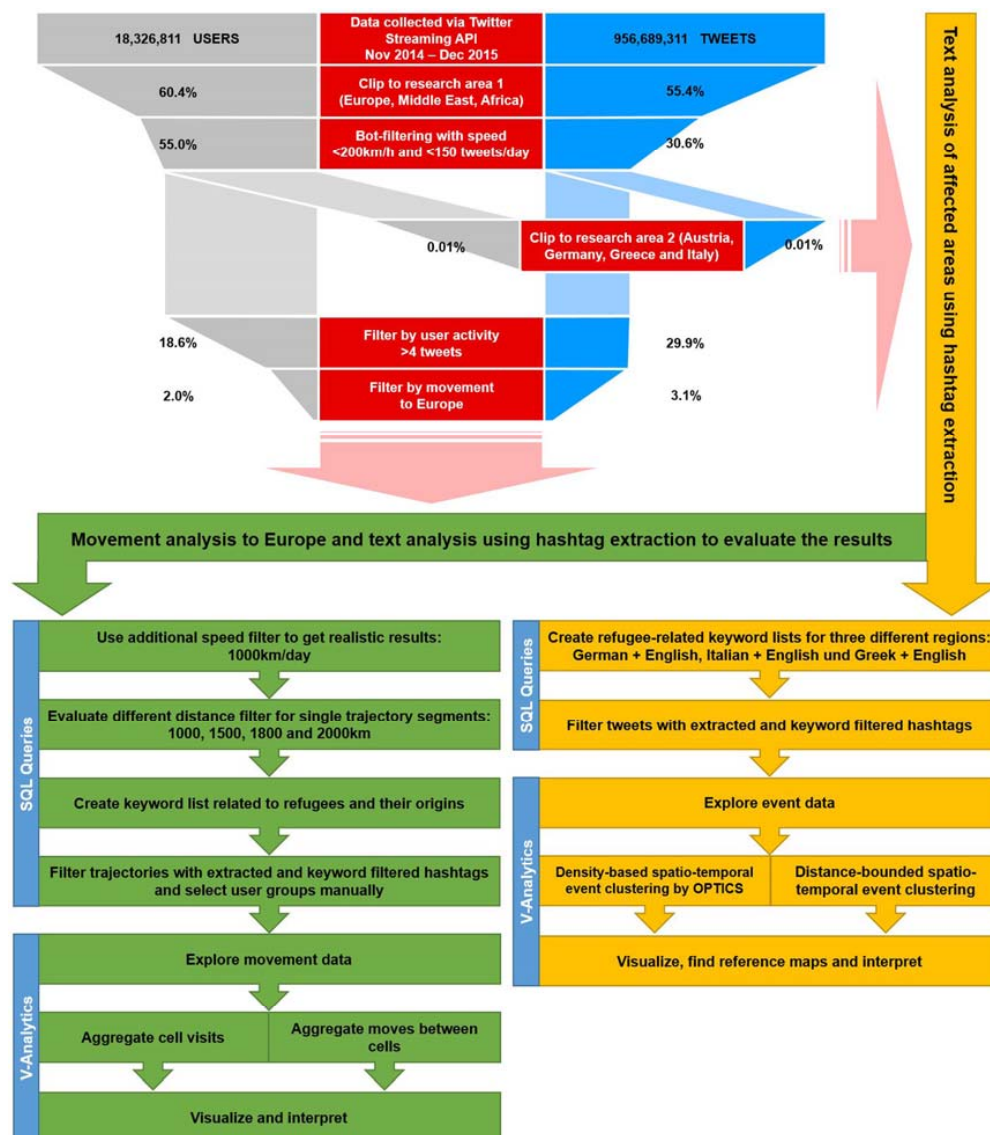 18,326,811 USERS
Data collected via Twitter
Streaming API
Nov 2014 – Dec 2015
956,689,311 TWEETS
60.4%
Clip to research area 1
(Europe, Middle East, Africa)
55.4%
55.0%
Bot-filtering with speed
<200km/h and <150 tweets/day
30.6%
0.01%
Clip to research area 2 (Austria,
Germany, Greece and Italy)
0.01%
18.6%
Filter by user activity
>4 tweets
29.9%
2.0%
Filter by movement
to Europe
3.1%
Text analysis of affected areas using hashtag extraction
Movement analysis to Europe and text analysis using hashtag extraction to evaluate the results
SQL Queries
Use additional speed filter to get realistic results:
1000km/day
Evaluate different distance filter for single trajectory segments:
1000, 1500, 1800 and 2000km
Create keyword list related to refugees and their origins
Filter trajectories with extracted and keyword filtered hashtags
and select user groups manually
V-Analytics
Explore movement data
Aggregate cell visits
Aggregate moves between
cells
Visualize and interpret
SQL Queries
Create refugee-related keyword lists for three different regions:
German + English, Italian + English und Greek + English
Filter tweets with extracted and keyword filtered hashtags
V-Analytics
Explore event data
Density-based spatio-temporal
event clustering by OPTICS
Distance-bounded spatio-
temporal event clustering
Visualize, find reference maps and interpret